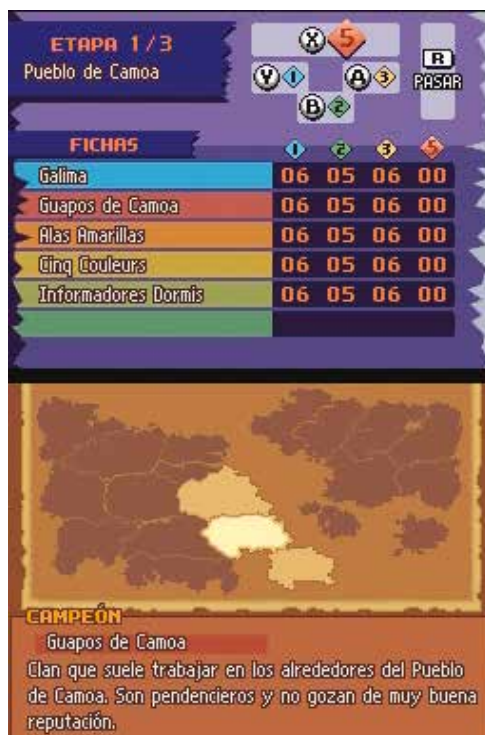 ETAPA 1/3
Pueblo de Camoa
X 5
Y 1 A 3
B 2
R
PASAR
FICHAS 1 2 3 5
Galima 06 05 06 00
Guapos de Camoa 06 05 06 00
Alas Amarillas 06 05 06 00
Cinq Couleurs 06 05 06 00
Informadores Dormis 06 05 06 00
CAMPEÓN
Guapos de Camoa
Clan que suele trabajar en los alrededores del Pueblo
de Camoa. Son pendencieros y no gozan de muy buena
reputación.